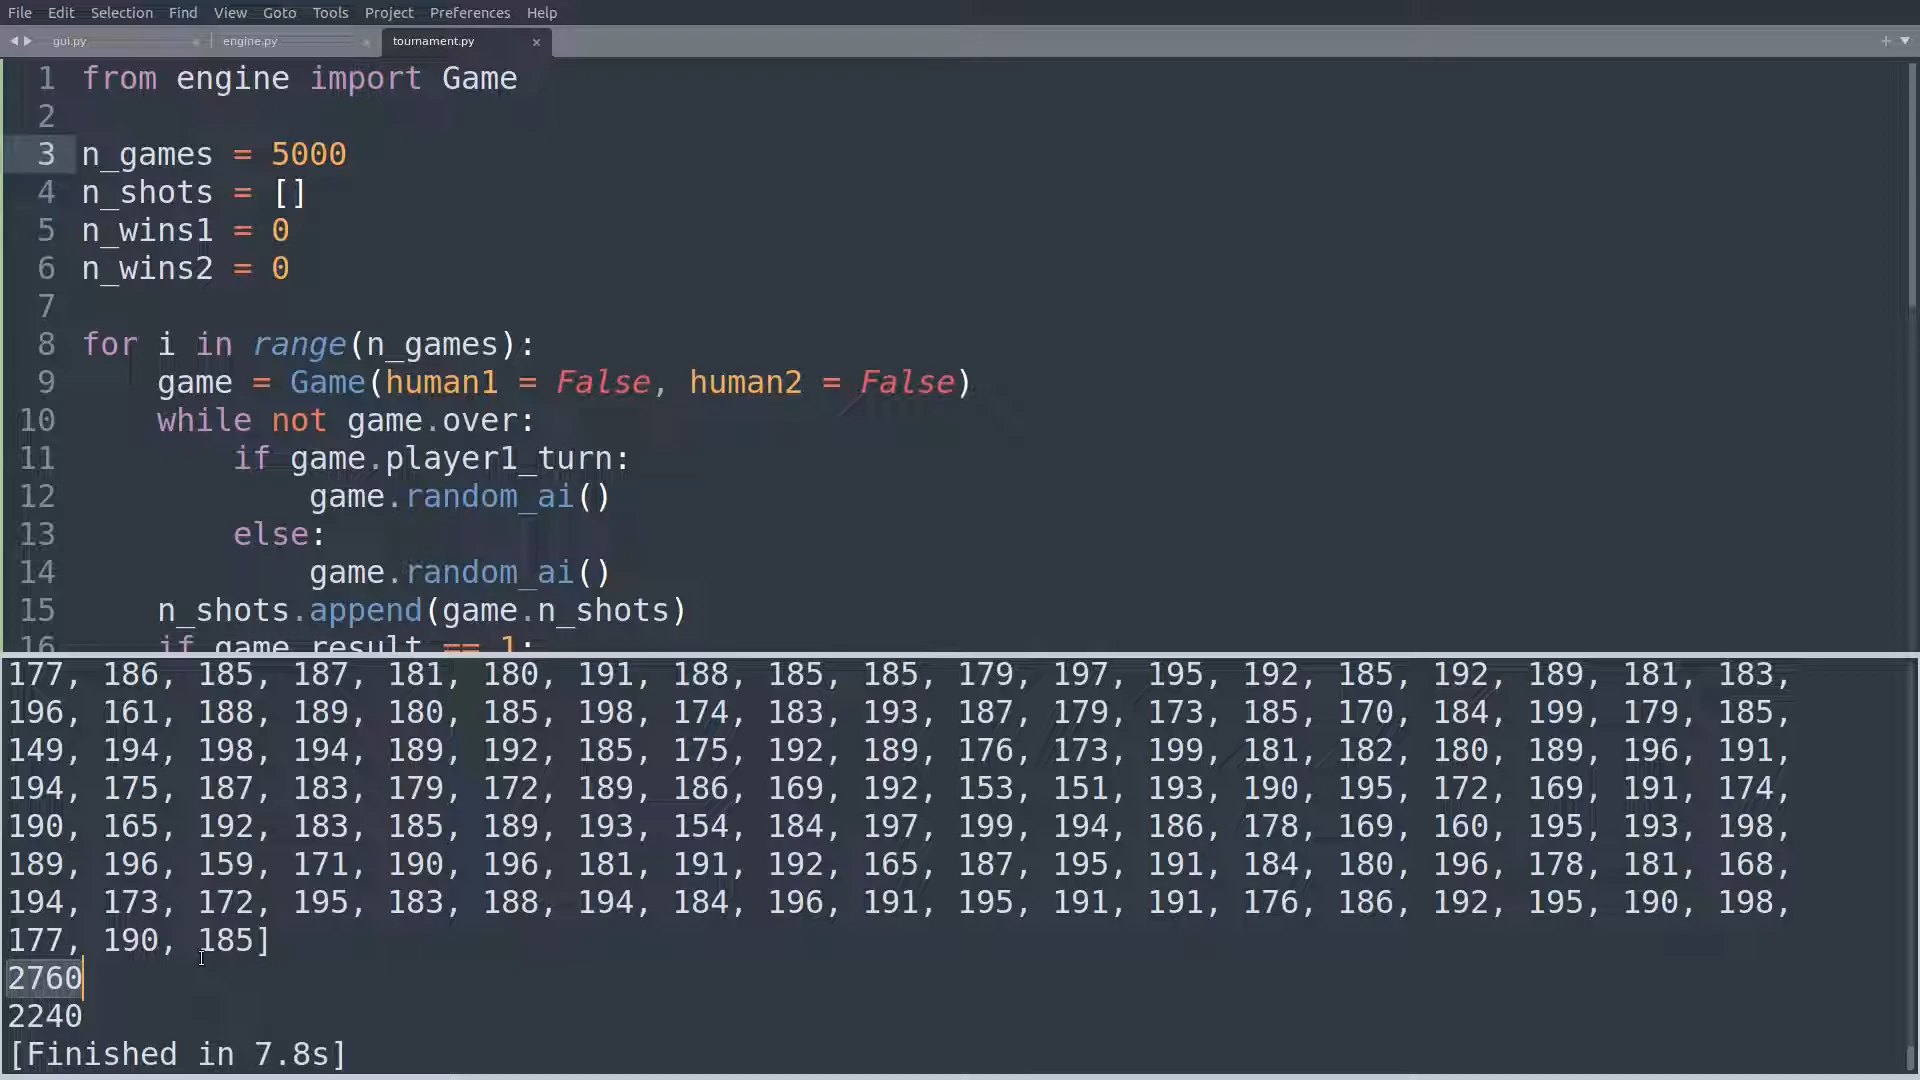 File Edit Selection Find View Goto Tools Project Preferences Help
gui.py × engine.py × tournament.py ×
1 from engine import Game
2
3 n_games = 5000
4 n_shots = []
5 n_wins1 = 0
6 n_wins2 = 0
7
8 for i in range(n_games):
9 game = Game(human1 = False, human2 = False)
10 while not game.over:
11 if game.player1_turn:
12 game.random_ai()
13 else:
14 game.random_ai()
15 n_shots.append(game.n_shots)
16 if game.result == 1:
177, 186, 185, 187, 181, 180, 191, 188, 185, 185, 179, 197, 195, 192, 185, 192, 189, 181, 183,
196, 161, 188, 189, 180, 185, 198, 174, 183, 193, 187, 179, 173, 185, 170, 184, 199, 179, 185,
149, 194, 198, 194, 189, 192, 185, 175, 192, 189, 176, 173, 199, 181, 182, 180, 189, 196, 191,
194, 175, 187, 183, 179, 172, 189, 186, 169, 192, 153, 151, 193, 190, 195, 172, 169, 191, 174,
190, 165, 192, 183, 185, 189, 193, 154, 184, 197, 199, 194, 186, 178, 169, 160, 195, 193, 198,
189, 196, 159, 171, 190, 196, 181, 191, 192, 165, 187, 195, 191, 184, 180, 196, 178, 181, 168,
194, 173, 172, 195, 183, 188, 194, 184, 196, 191, 195, 191, 191, 176, 186, 192, 195, 190, 198,
177, 190, 185]
2760
2240
[Finished in 7.8s]